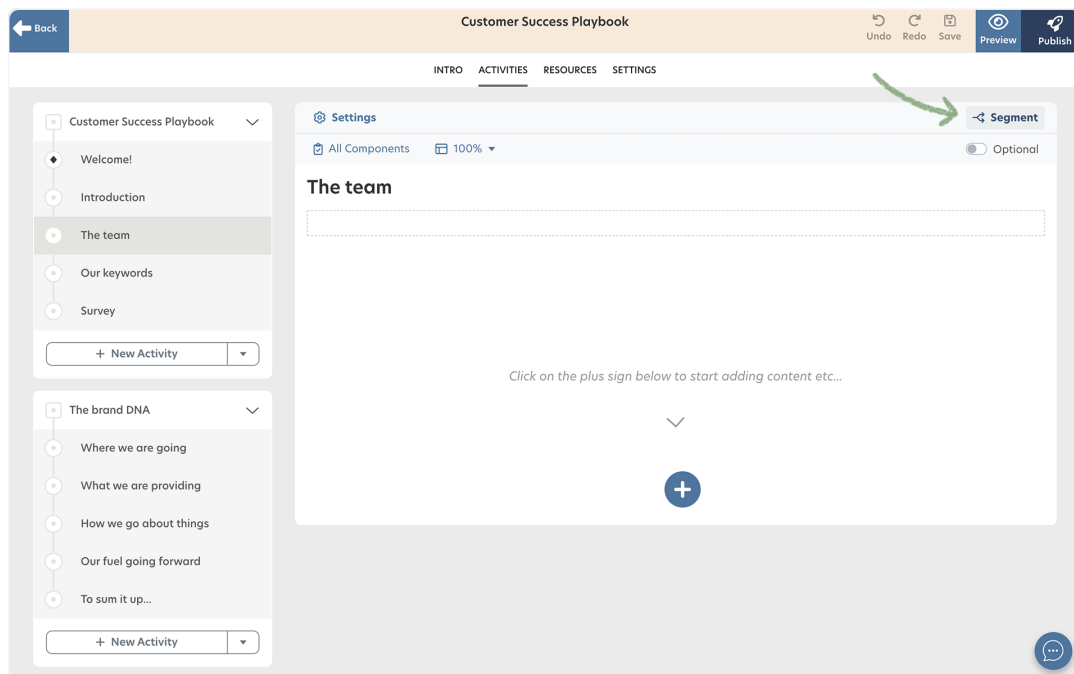 Back
Customer Success Playbook
Undo
Redo
Save
Preview
Publish
INTRO
ACTIVITIES
RESOURCES
SETTINGS
Customer Success Playbook
Welcome!
Introduction
The team
Our keywords
Survey
+ New Activity
The brand DNA
Where we are going
What we are providing
How we go about things
Our fuel going forward
To sum it up...
+ New Activity
Settings
Segment
All Components
100%
Optional
The team
Click on the plus sign below to start adding content etc...